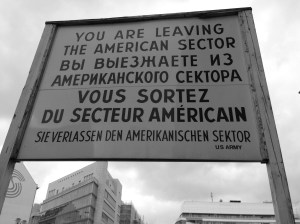 YOU ARE LEAVING
THE AMERICAN SECTOR
ВЫ ВЫЕЗЖАЕТЕ ИЗ
АМЕРИКАНСКОГО СЕКТОРА
VOUS SORTEZ
DU SECTEUR AMÉRICAIN
SIE VERLASSEN DEN AMERIKANISCHEN SEKTOR
US ARMY